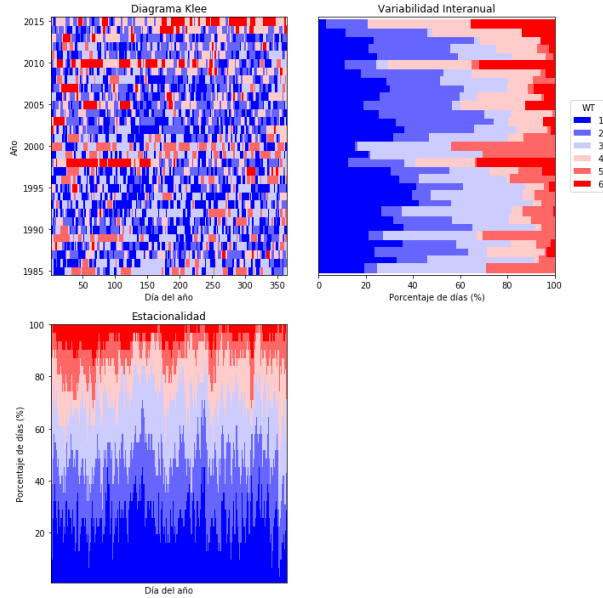 Diagrama Klee
Año
2015
2010
2005
2000
1995
1990
1985
50 100 150 200 250 300 350
Día del año
Variabilidad Interanual
0 20 40 60 80 100
Porcentaje de días (%)
WT
1
2
3
4
5
6
Estacionalidad
Porcentaje de días (%)
100
80
60
40
20
Día del año